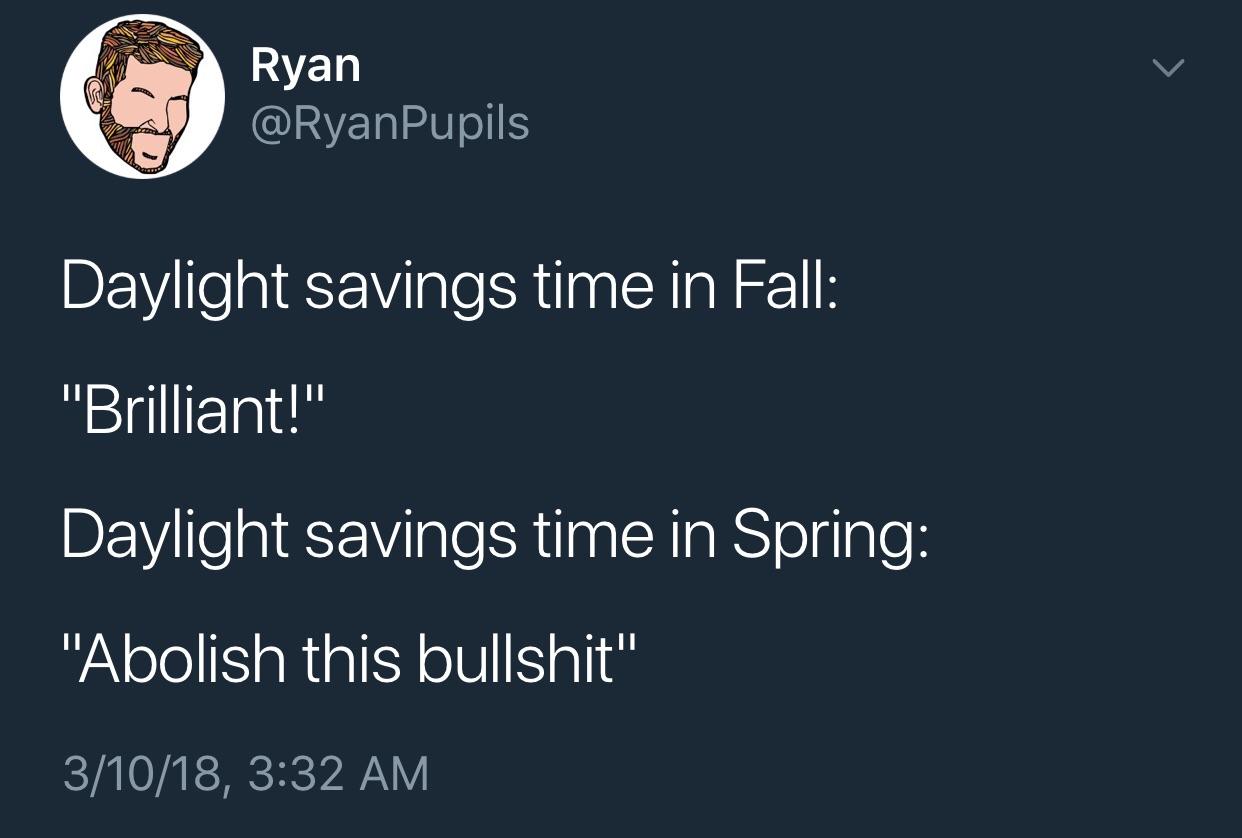 Ryan
@RyanPupils
Daylight savings time in Fall:
"Brilliant!"
Daylight savings time in Spring:
"Abolish this bullshit"
3/10/18, 3:32 AM